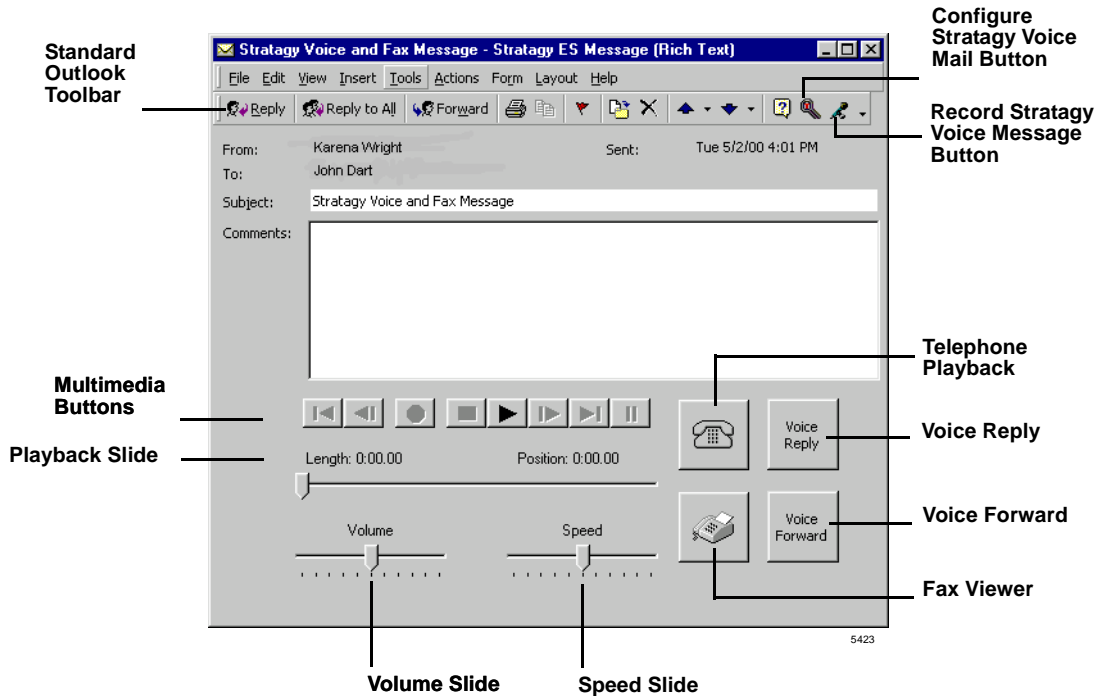 Configure
Stratagy Voice
Mail Button
Standard
Outlook
Toolbar
Stratagy Voice and Fax Message - Stratagy ES Message (Rich Text)
File Edit View Insert Tools Actions Form Layout Help
Reply Reply to All Forward
Record Stratagy
Voice Message
Button
From: Karena Wright Sent: Tue 5/2/00 4:01 PM
To: John Dart
Subject: Stratagy Voice and Fax Message
Comments:
Telephone
Playback
Multimedia
Buttons
Voice
Reply
Voice Reply
Playback Slide
Length: 0:00.00 Position: 0:00.00
Volume Speed
Voice
Forward
Voice Forward
Fax Viewer
5423
Volume Slide Speed Slide